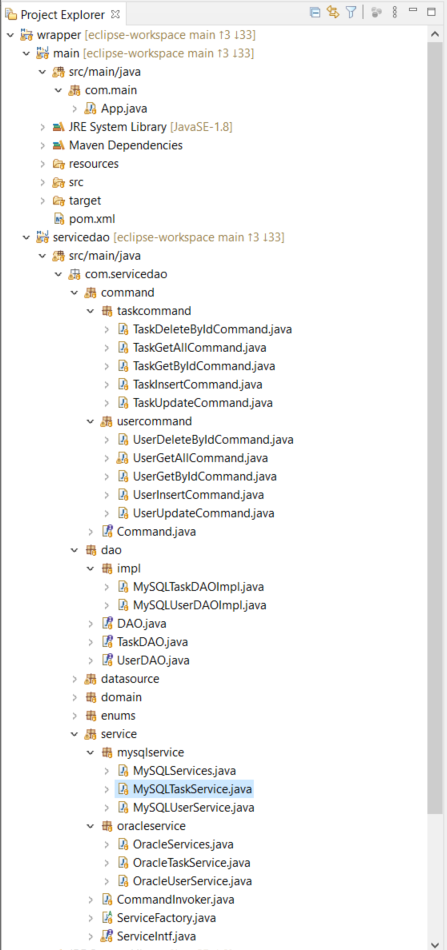 Project Explorer
wrapper [eclipse-workspace main ↑3 ↓33]
main [eclipse-workspace main ↑3 ↓33]
src/main/java
com.main
App.java
JRE System Library [JavaSE-1.8]
Maven Dependencies
resources
src
target
pom.xml
servicedao [eclipse-workspace main ↑3 ↓33]
src/main/java
com.servicedao
command
taskcommand
TaskDeleteByIdCommand.java
TaskGetAllCommand.java
TaskGetByIdCommand.java
TaskInsertCommand.java
TaskUpdateCommand.java
usercommand
UserDeleteByIdCommand.java
UserGetAllCommand.java
UserGetByIdCommand.java
UserInsertCommand.java
UserUpdateCommand.java
Command.java
dao
impl
MySQLTaskDAOImpl.java
MySQLUserDAOImpl.java
DAO.java
TaskDAO.java
UserDAO.java
datasource
domain
enums
service
mysqlservice
MySQLServices.java
MySQLTaskService.java
MySQLUserService.java
oracleservice
OracleServices.java
OracleTaskService.java
OracleUserService.java
CommandInvoker.java
ServiceFactory.java
ServiceIntf.java